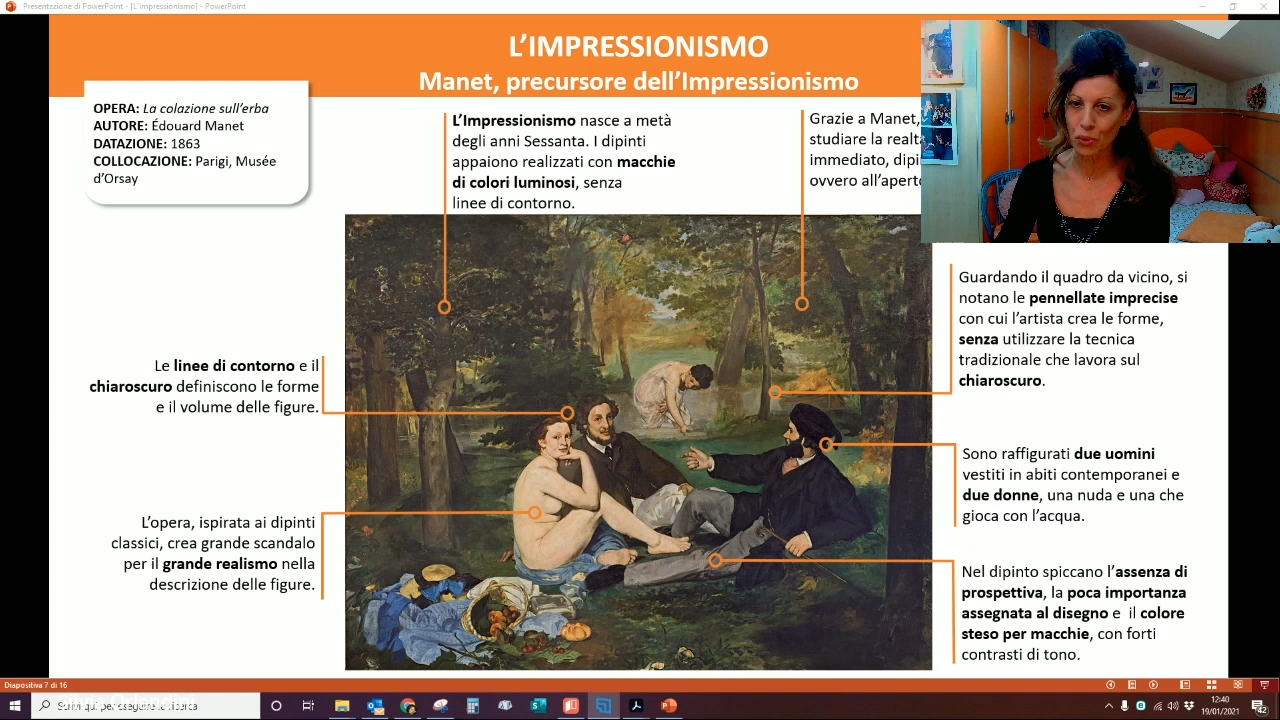 Presentazione di PowerPoint - [L'impressionismo] - PowerPoint
L'IMPRESSIONISMO
Manet, precursore dell'Impressionismo
OPERA: La colazione sull'erba
AUTORE: Édouard Manet
DATAZIONE: 1863
COLLOCAZIONE: Parigi, Musée
d'Orsay
L'Impressionismo nasce a metà
degli anni Sessanta. I dipinti
appaiono realizzati con macchie
di colori luminosi, senza
linee di contorno.
Grazie a Manet,
studiare la realt
immediato, dipi
ovvero all'apert
Guardando il quadro da vicino, si
notano le pennellate imprecise
con cui l'artista crea le forme,
senza utilizzare la tecnica
tradizionale che lavora sul
chiaroscuro.
Le linee di contorno e il
chiaroscuro definiscono le forme
e il volume delle figure.
Sono raffigurati due uomini
vestiti in abiti contemporanei e
due donne, una nuda e una che
gioca con l'acqua.
L'opera, ispirata ai dipinti
classici, crea grande scandalo
per il grande realismo nella
descrizione delle figure.
Nel dipinto spiccano l'assenza di
prospettiva, la poca importanza
assegnata al disegno e il colore
steso per macchie, con forti
contrasti di tono.
Diapositiva 7 di 16
12:40
19/01/2021